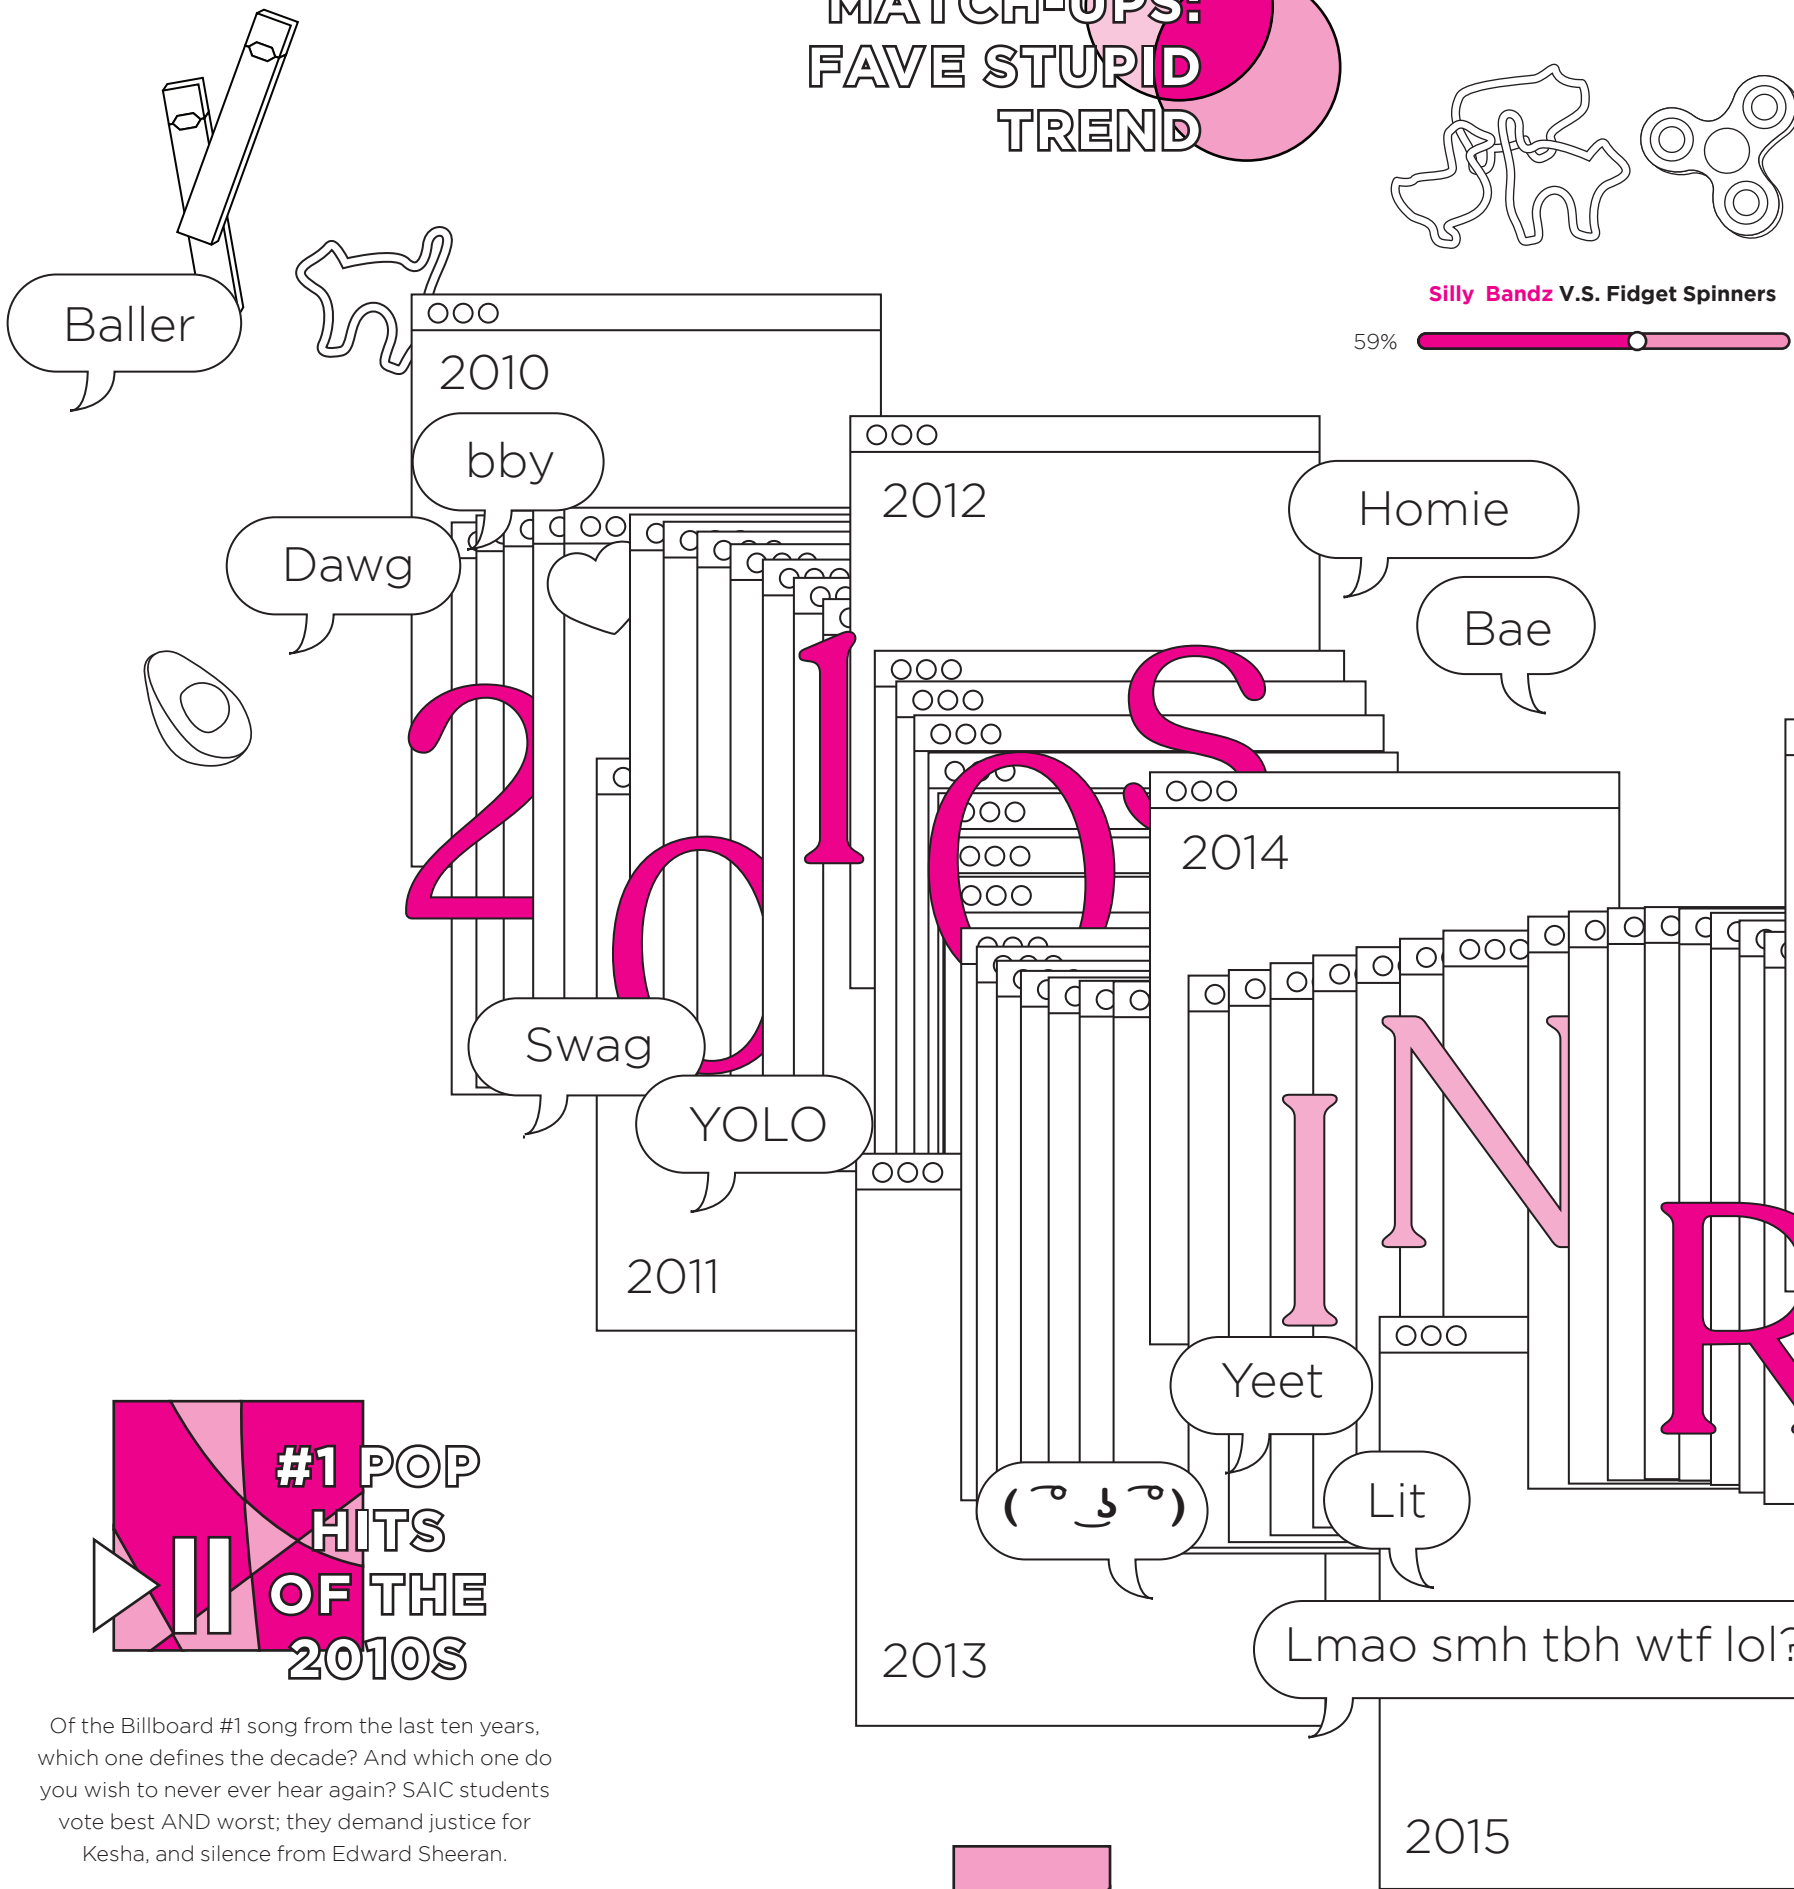 MATCH-UPS:
FAVE STUPID
TREND
Silly Bandz V.S. Fidget Spinners
59%
Baller
2010
bby
2012
Homie
Dawg
Bae
2010S
2014
IN
Swag
YOLO
2011
R
Yeet
Lit
( ͡° ͜ʖ ͡°)
Lmao smh tbh wtf lol?
2013
2015
#1 POP
HITS
OF THE
2010S
Of the Billboard #1 song from the last ten years,
which one defines the decade? And which one do
you wish to never ever hear again? SAIC students
vote best AND worst; they demand justice for
Kesha, and silence from Edward Sheeran.